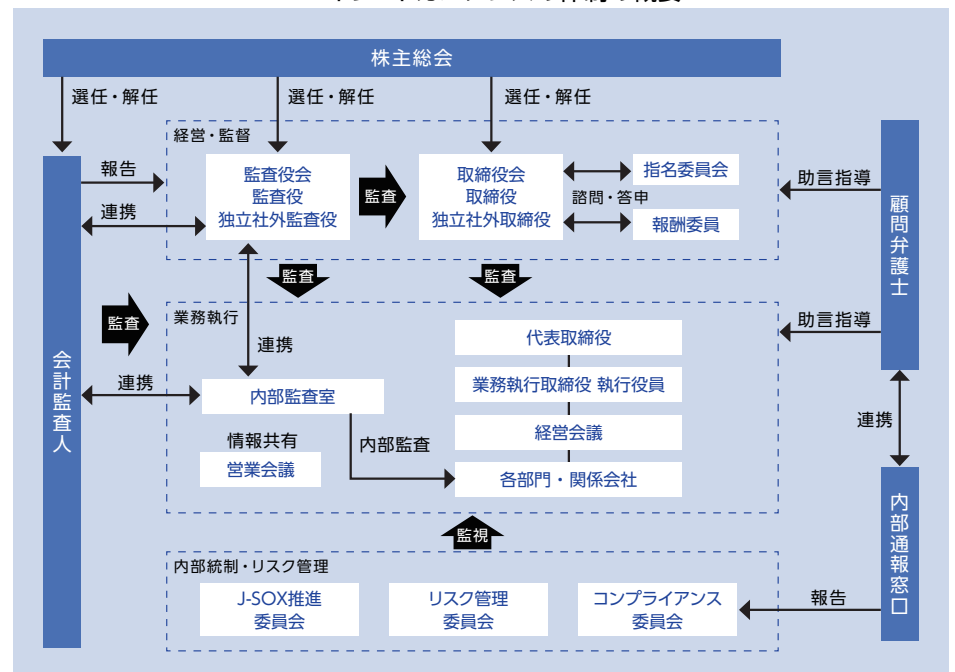 株主総会
選任・解任
選任・解任
選任・解任
経営・監督
報告
連携
監査役会
監査役
独立社外監査役
監査
取締役会
取締役
独立社外取締役
諮問・答申
指名委員会
報酬委員
助言指導
顧問弁護士
監査
監査
監査
業務執行
連携
助言指導
代表取締役
業務執行取締役 執行役員
経営会議
各部門・関係会社
会計監査人
連携
内部監査室
情報共有
営業会議
内部監査
連携
監視
内部統制・リスク管理
J-SOX推進
委員会
リスク管理
委員会
コンプライアンス
委員会
報告
内部通報窓口